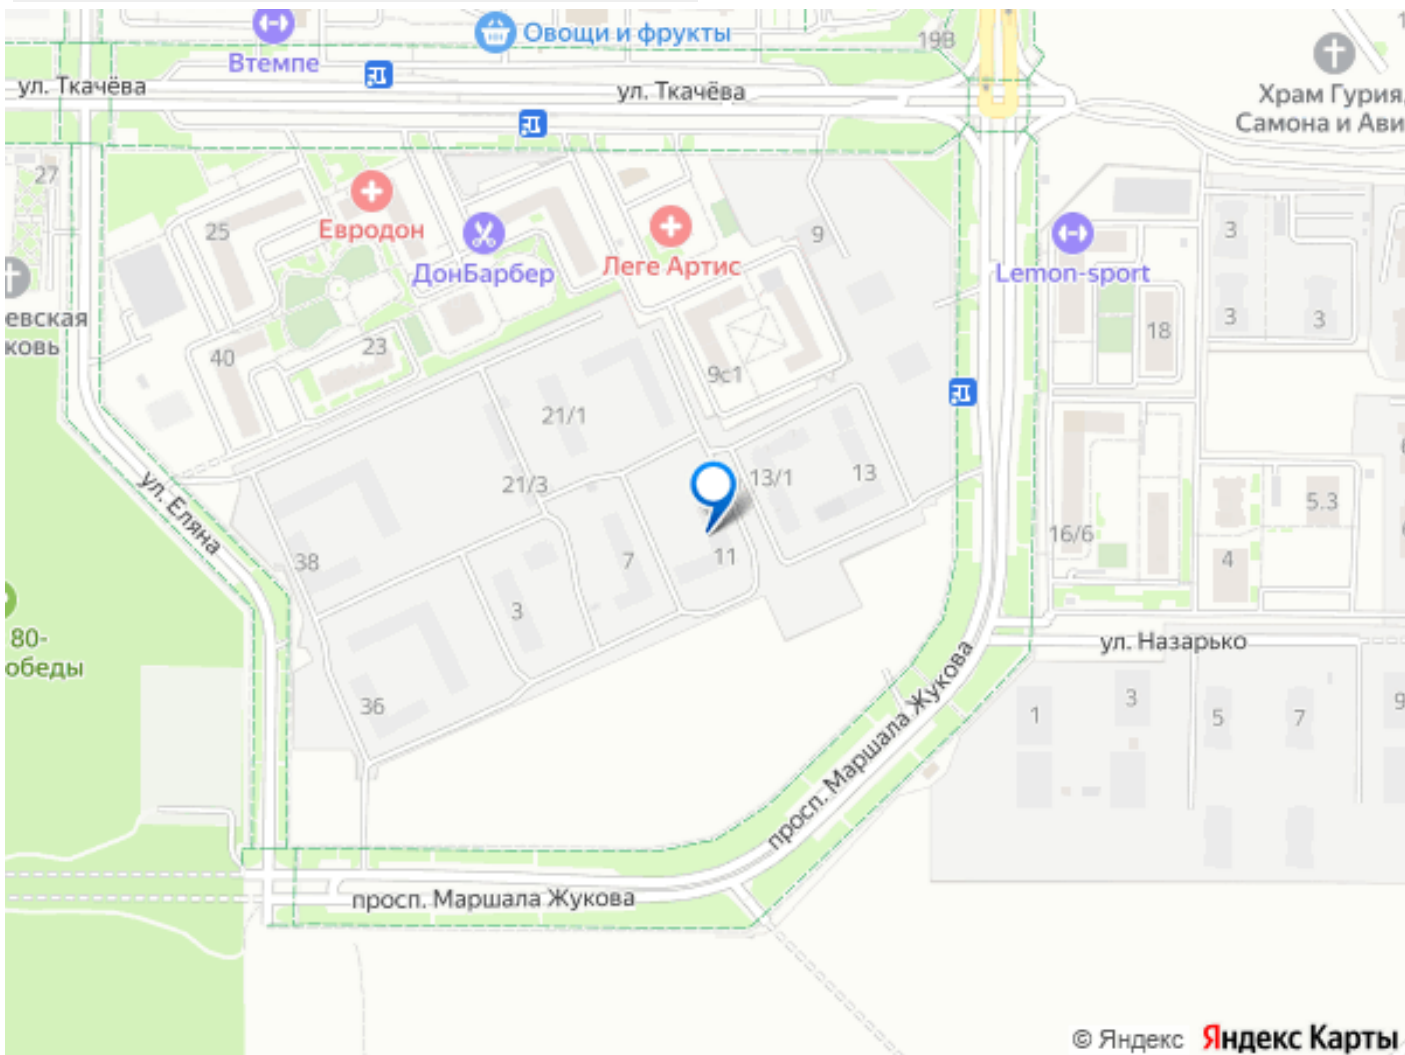 Овощи и фрукты
19В
Втемпе
ул. Ткачёва
ул. Ткачёва
Храм Гурия,
Самона и Ави
27
25
Евродон
ДонБарбер
Леге Артис
9
Lemon-sport
3
евская
ковь
3
3
18
40
23
9с1
21/1
21/3
13/1
13
5.3
16/6
ул. Еляна
38
7
11
4
3
80-
обеды
ул. Назарько
36
просп. Маршала Жукова
1
3
5
7
9
просп. Маршала Жукова
© Яндекс Яндекс Карты